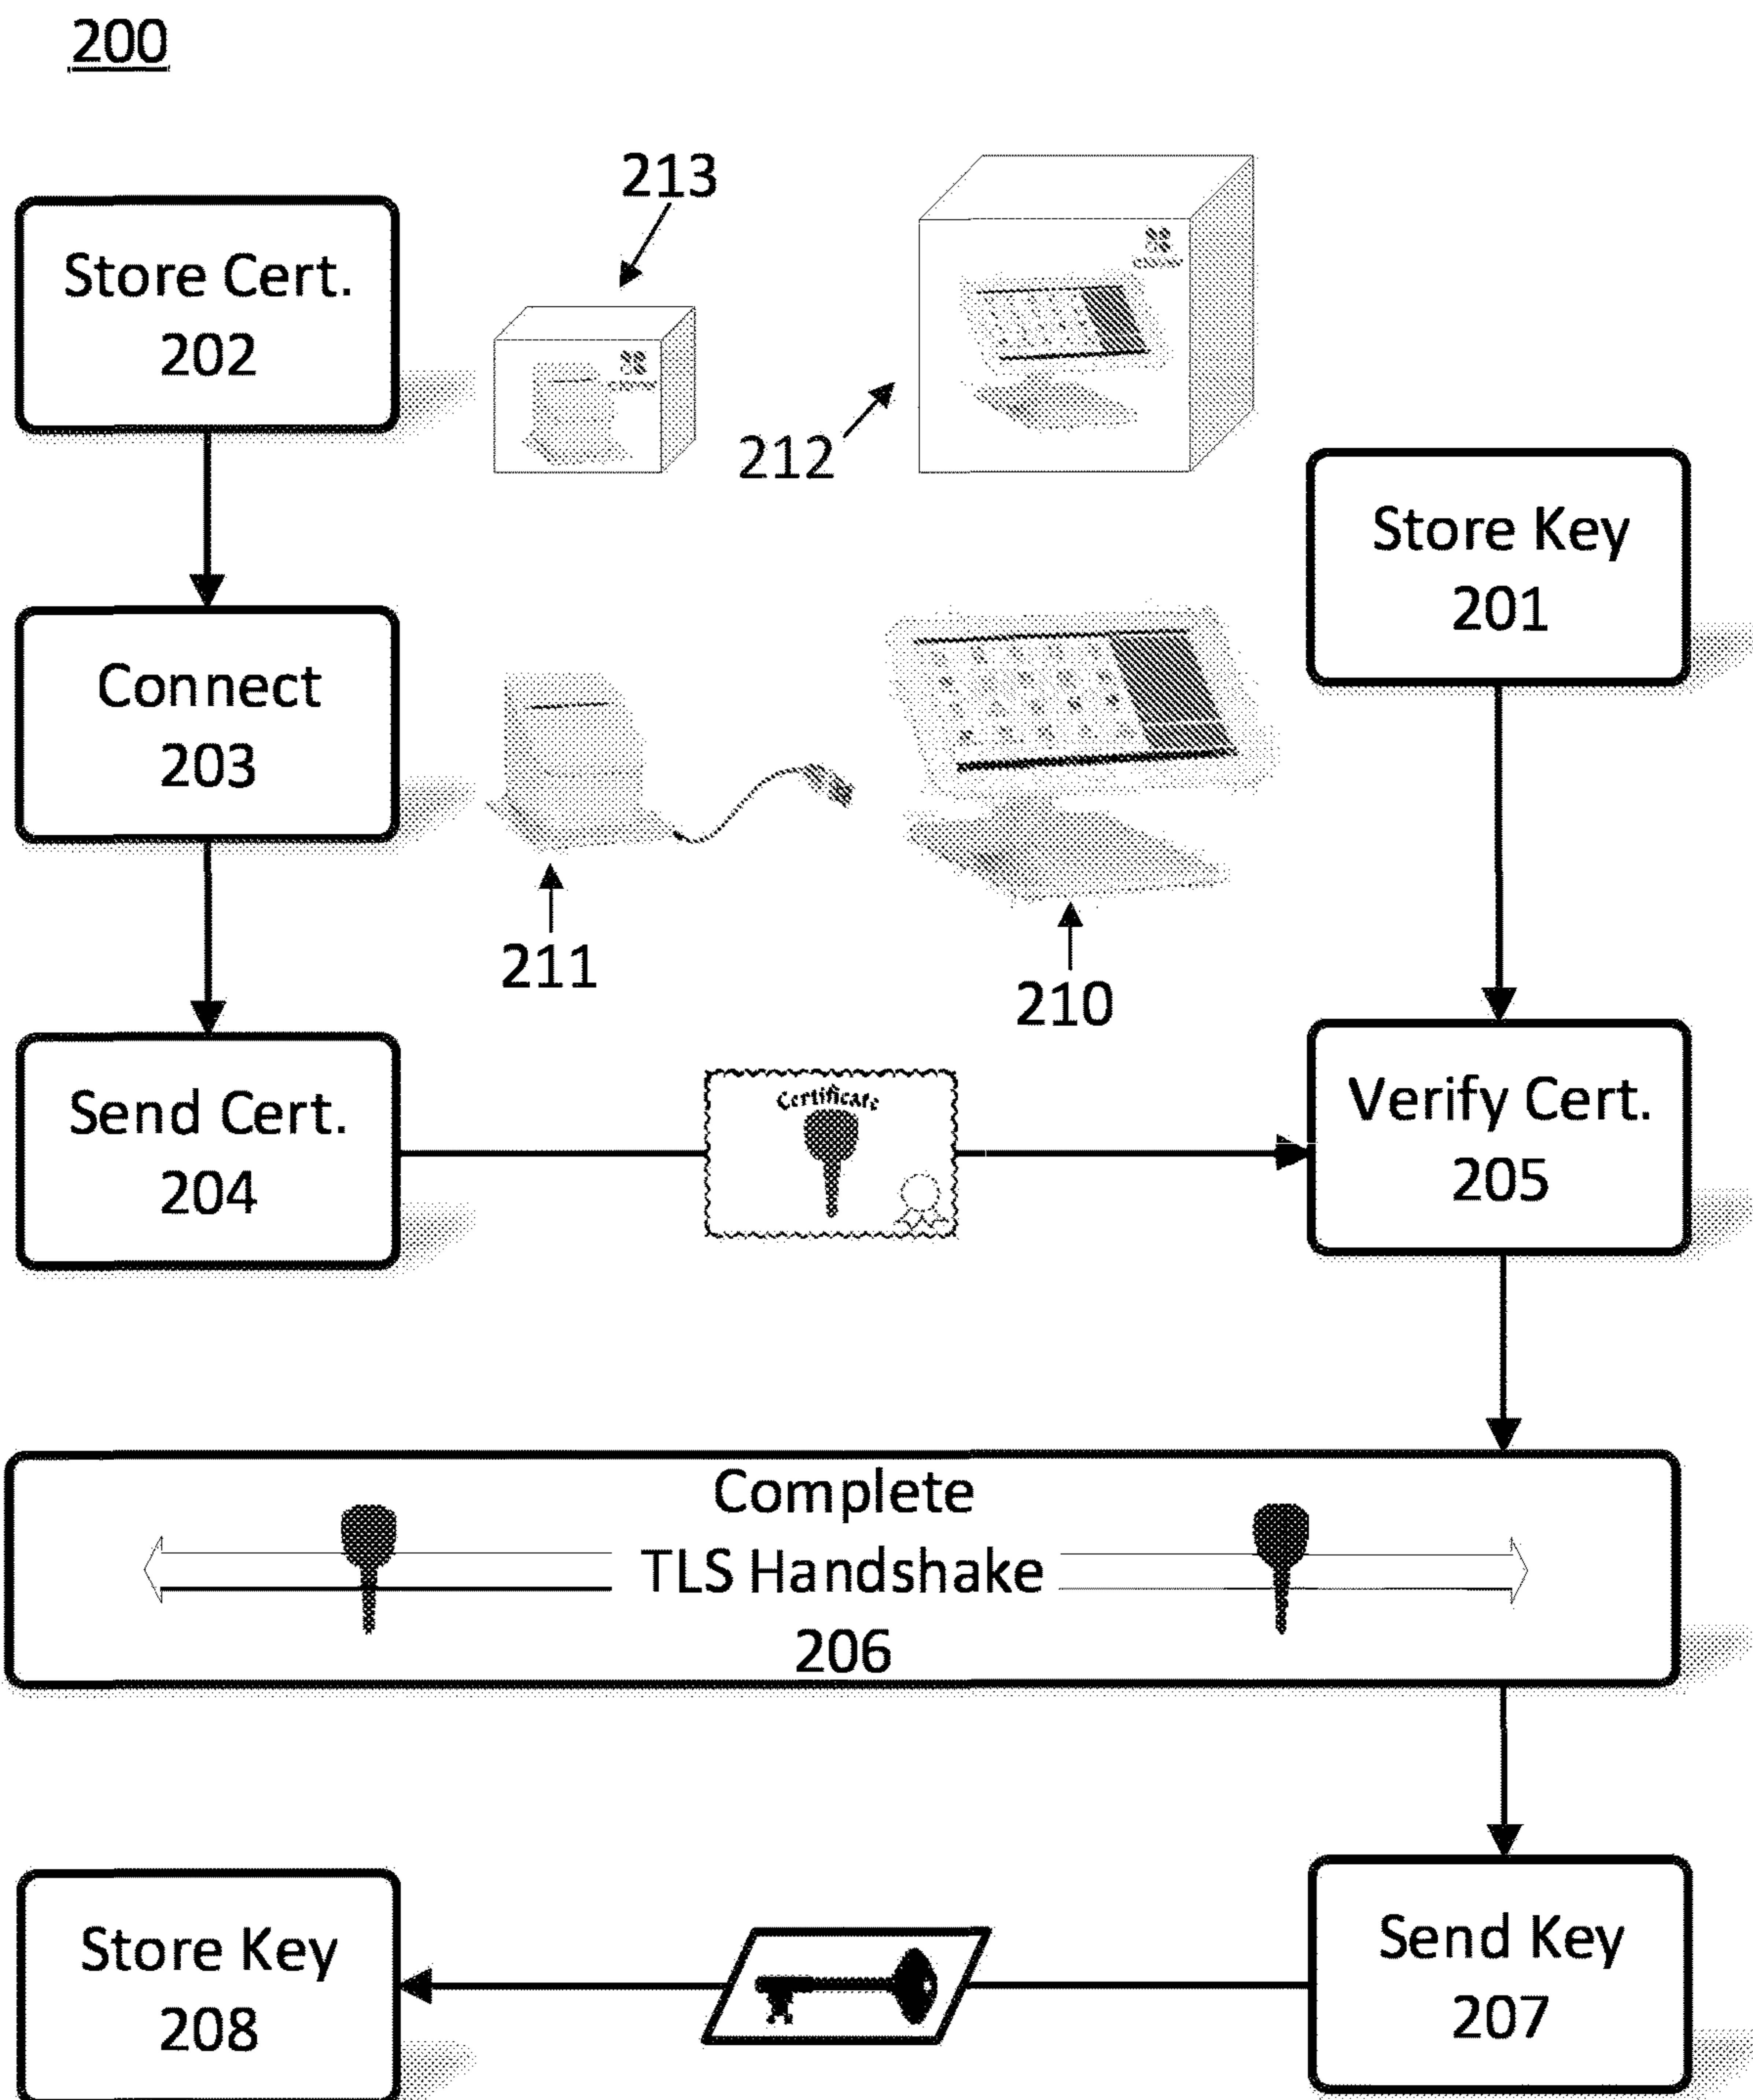 200
213
Store Cert.
202
212
Store Key
201
Connect
203
211
210
Send Cert.
204
Certificate
Verify Cert.
205
Complete
TLS Handshake
206
Store Key
208
Send Key
207